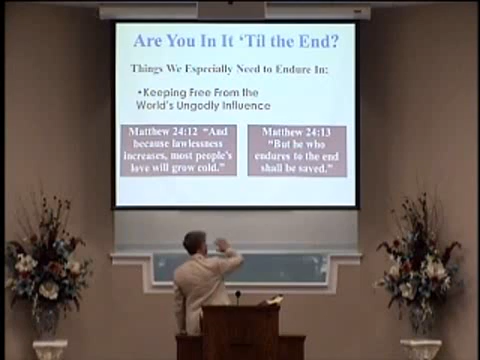 Are You In It ‘Til the End?
Things We Especially Need to Endure In:
•Keeping Free From the
World's Ungodly Influence
Matthew 24:12 “And
because lawlessness
increases, most people's
love will grow cold.”
Matthew 24:13
“But he who
endures to the end
shall be saved.”